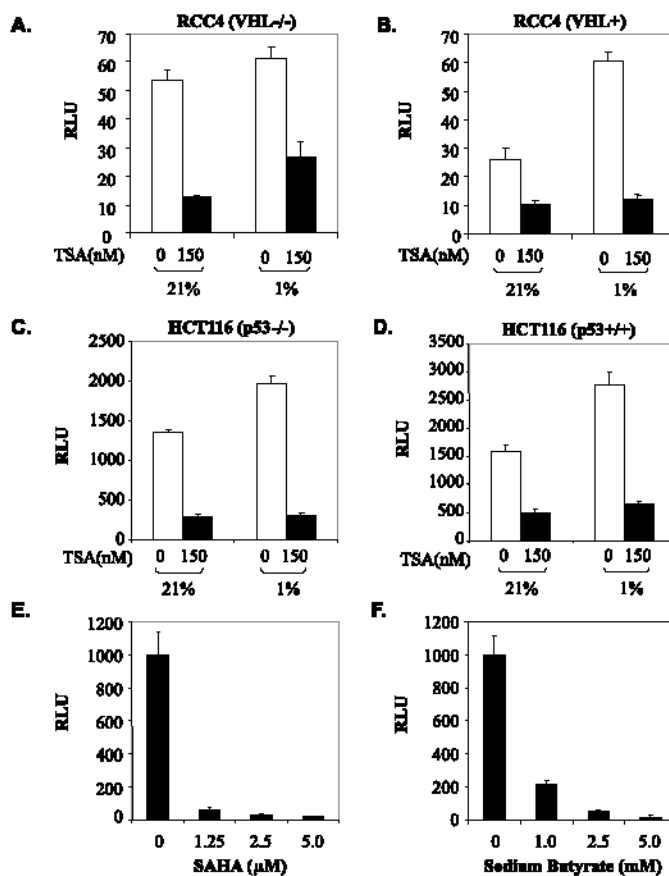 A. RCC4 (VHL-/-)
70
60
50
40
30
20
10
0
RLU
TSA(nM) 0 150 0 150
21% 1%
B. RCC4 (VHL+)
70
60
50
40
30
20
10
0
RLU
TSA(nM) 0 150 0 150
21% 1%
C. HCT116 (p53-/-)
2500
2000
1500
1000
500
0
RLU
TSA(nM) 0 150 0 150
21% 1%
D. HCT116 (p53+/+)
3500
3000
2500
2000
1500
1000
500
0
RLU
TSA(nM) 0 150 0 150
21% 1%
E.
1200
1000
800
600
400
200
0
RLU
0 1.25 2.5 5.0
SAHA (µM)
F.
1200
1000
800
600
400
200
0
RLU
0 1.0 2.5 5.0
Sodium Butyrate (mM)